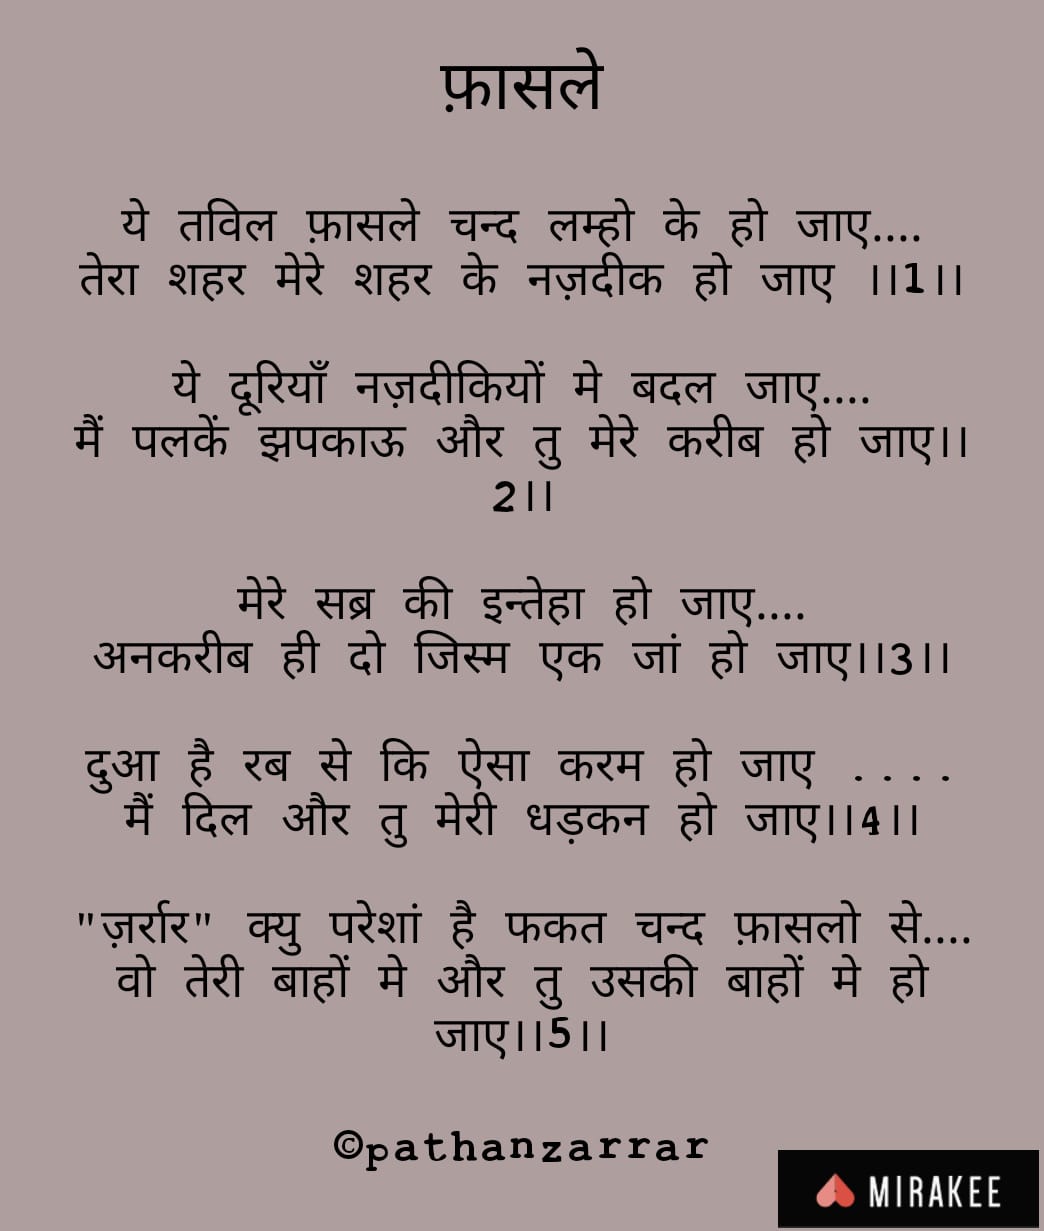 फ़ासले
ये तविल फ़ासले चन्द लम्हो के हो जाए....
तेरा शहर मेरे शहर के नज़दीक हो जाए ।।1।।
ये दूरियाँ नज़दीकियों मे बदल जाए....
मैं पलकें झपकाऊ और तु मेरे करीब हो जाए।।
2।।
मेरे सब्र की इन्तेहा हो जाए....
अनकरीब ही दो जिस्म एक जां हो जाए।।3।।
दुआ है रब से कि ऐसा करम हो जाए ....
मैं दिल और तु मेरी धड़कन हो जाए।।4।।
"ज़र्रार" क्यु परेशां है फकत चन्द फ़ासलो से....
वो तेरी बाहों मे और तु उसकी बाहों मे हो
जाए।।5।।
©pathanzarrar
MIRAKEE